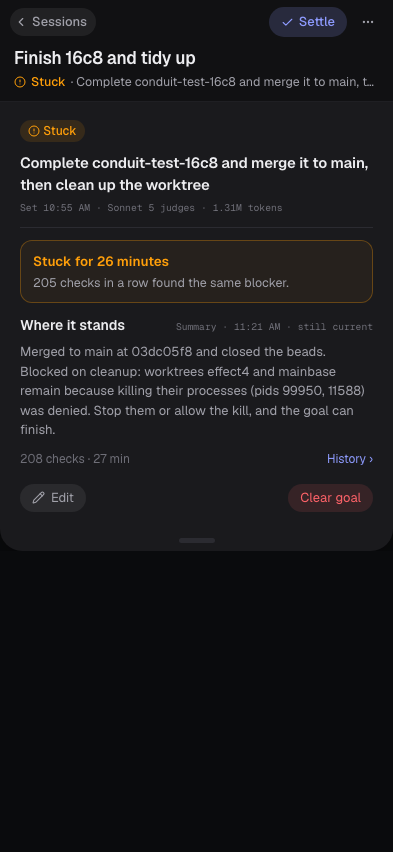 Sessions
Settle
Finish 16c8 and tidy up
Stuck · Complete conduit-test-16c8 and merge it to main, t…
Stuck
Complete conduit-test-16c8 and merge it to main,
then clean up the worktree
Set 10:55 AM · Sonnet 5 judges · 1.31M tokens
Stuck for 26 minutes
205 checks in a row found the same blocker.
Where it stands
Summary · 11:21 AM · still current
Merged to main at 03dc05f8 and closed the beads.
Blocked on cleanup: worktrees effect4 and mainbase
remain because killing their processes (pids 99950, 11588)
was denied. Stop them or allow the kill, and the goal can
finish.
208 checks · 27 min
History ›
Edit
Clear goal